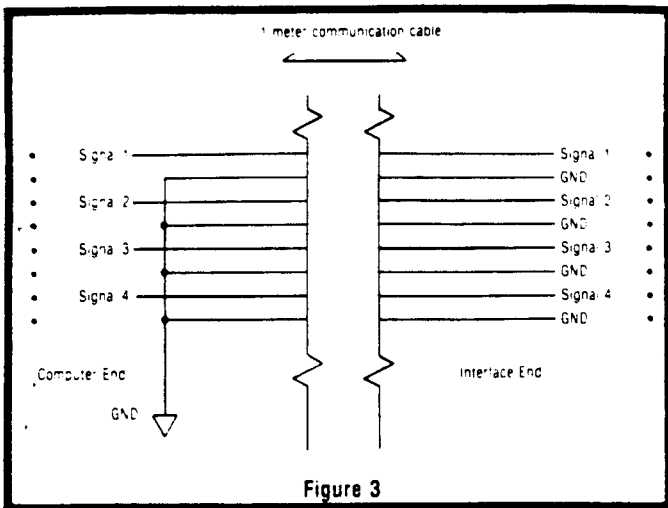 1 meter communication cable
Signal 1
Signal 2
Signal 3
Signal 4
Computer End
GND
Signal 1
GND
Signal 2
GND
Signal 3
GND
Signal 4
GND
Interface End
Figure 3